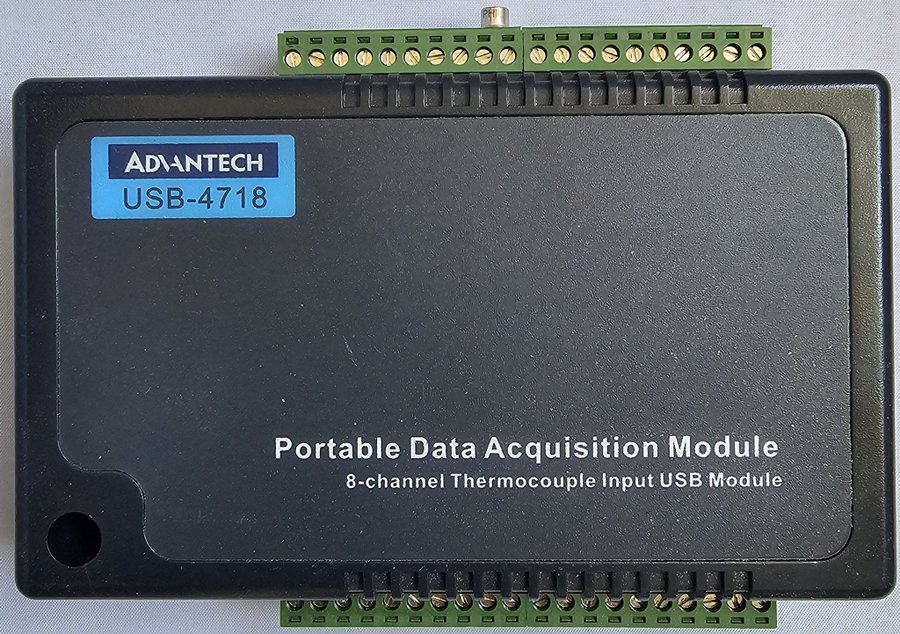 ADVANTECH
USB-4718
Portable Data Acquisition Module
8-channel Thermocouple Input USB Module